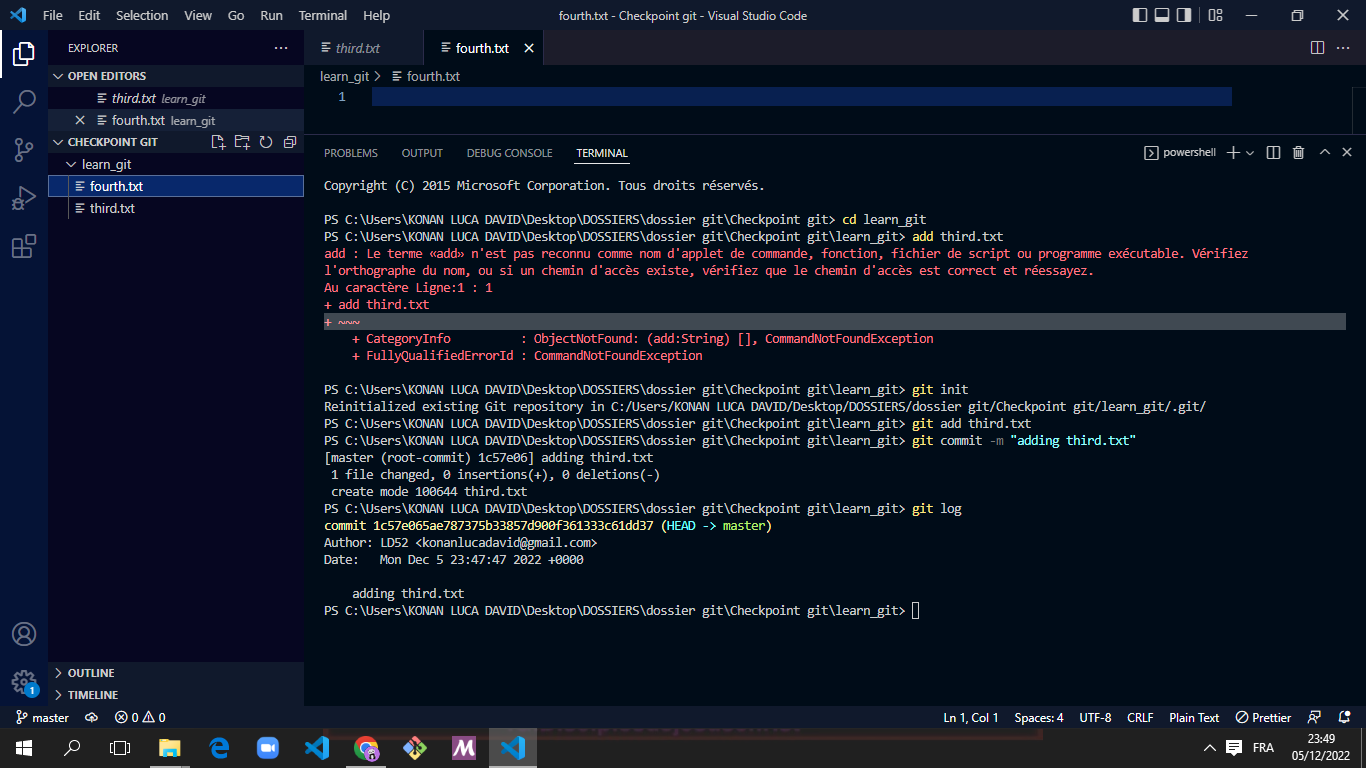 File Edit Selection View Go Run Terminal Help
fourth.txt - Checkpoint git - Visual Studio Code
EXPLORER
OPEN EDITORS
third.txt learn_git
fourth.txt learn_git
CHECKPOINT GIT
learn_git
fourth.txt
third.txt
OUTLINE
TIMELINE
third.txt
fourth.txt
learn_git > fourth.txt
1
PROBLEMS OUTPUT DEBUG CONSOLE TERMINAL
powershell
Copyright (C) 2015 Microsoft Corporation. Tous droits réservés.
PS C:\Users\KONAN LUCA DAVID\Desktop\DOSSIERS\dossier git\Checkpoint git> cd learn_git
PS C:\Users\KONAN LUCA DAVID\Desktop\DOSSIERS\dossier git\Checkpoint git\learn_git> add third.txt
add : Le terme «add» n'est pas reconnu comme nom d'applet de commande, fonction, fichier de script ou programme exécutable. Vérifiez
l'orthographe du nom, ou si un chemin d'accès existe, vérifiez que le chemin d'accès est correct et réessayez.
Au caractère Ligne:1 : 1
+ add third.txt
+ ~~~
+ CategoryInfo : ObjectNotFound: (add:String) [], CommandNotFoundException
+ FullyQualifiedErrorId : CommandNotFoundException
PS C:\Users\KONAN LUCA DAVID\Desktop\DOSSIERS\dossier git\Checkpoint git\learn_git> git init
Reinitialized existing Git repository in C:/Users/KONAN LUCA DAVID/Desktop/DOSSIERS/dossier git/Checkpoint git/learn_git/.git/
PS C:\Users\KONAN LUCA DAVID\Desktop\DOSSIERS\dossier git\Checkpoint git\learn_git> git add third.txt
PS C:\Users\KONAN LUCA DAVID\Desktop\DOSSIERS\dossier git\Checkpoint git\learn_git> git commit -m "adding third.txt"
[master (root-commit) 1c57e06] adding third.txt
1 file changed, 0 insertions(+), 0 deletions(-)
create mode 100644 third.txt
PS C:\Users\KONAN LUCA DAVID\Desktop\DOSSIERS\dossier git\Checkpoint git\learn_git> git log
commit 1c57e065ae787375b33857d900f361333c61dd37 (HEAD -> master)
Author: LD52 <konanlucadavid@gmail.com>
Date: Mon Dec 5 23:47:47 2022 +0000
adding third.txt
PS C:\Users\KONAN LUCA DAVID\Desktop\DOSSIERS\dossier git\Checkpoint git\learn_git>
1
master 0 0
Ln 1, Col 1 Spaces: 4 UTF-8 CRLF Plain Text Prettier
FRA
23:49
05/12/2022